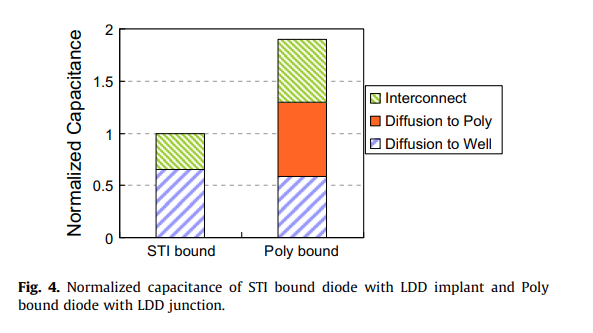 2
1.5
1
0.5
0
Normalized Capacitance
STI bound
Poly bound
Interconnect
Diffusion to Poly
Diffusion to Well
Fig. 4. Normalized capacitance of STI bound diode with LDD implant and Poly
bound diode with LDD junction.